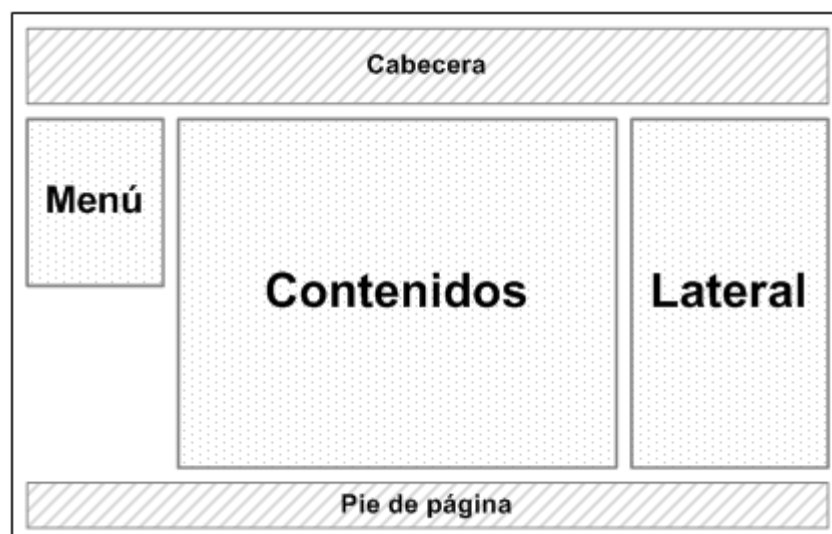 Cabecera
Menú
Contenidos
Lateral
Pie de página